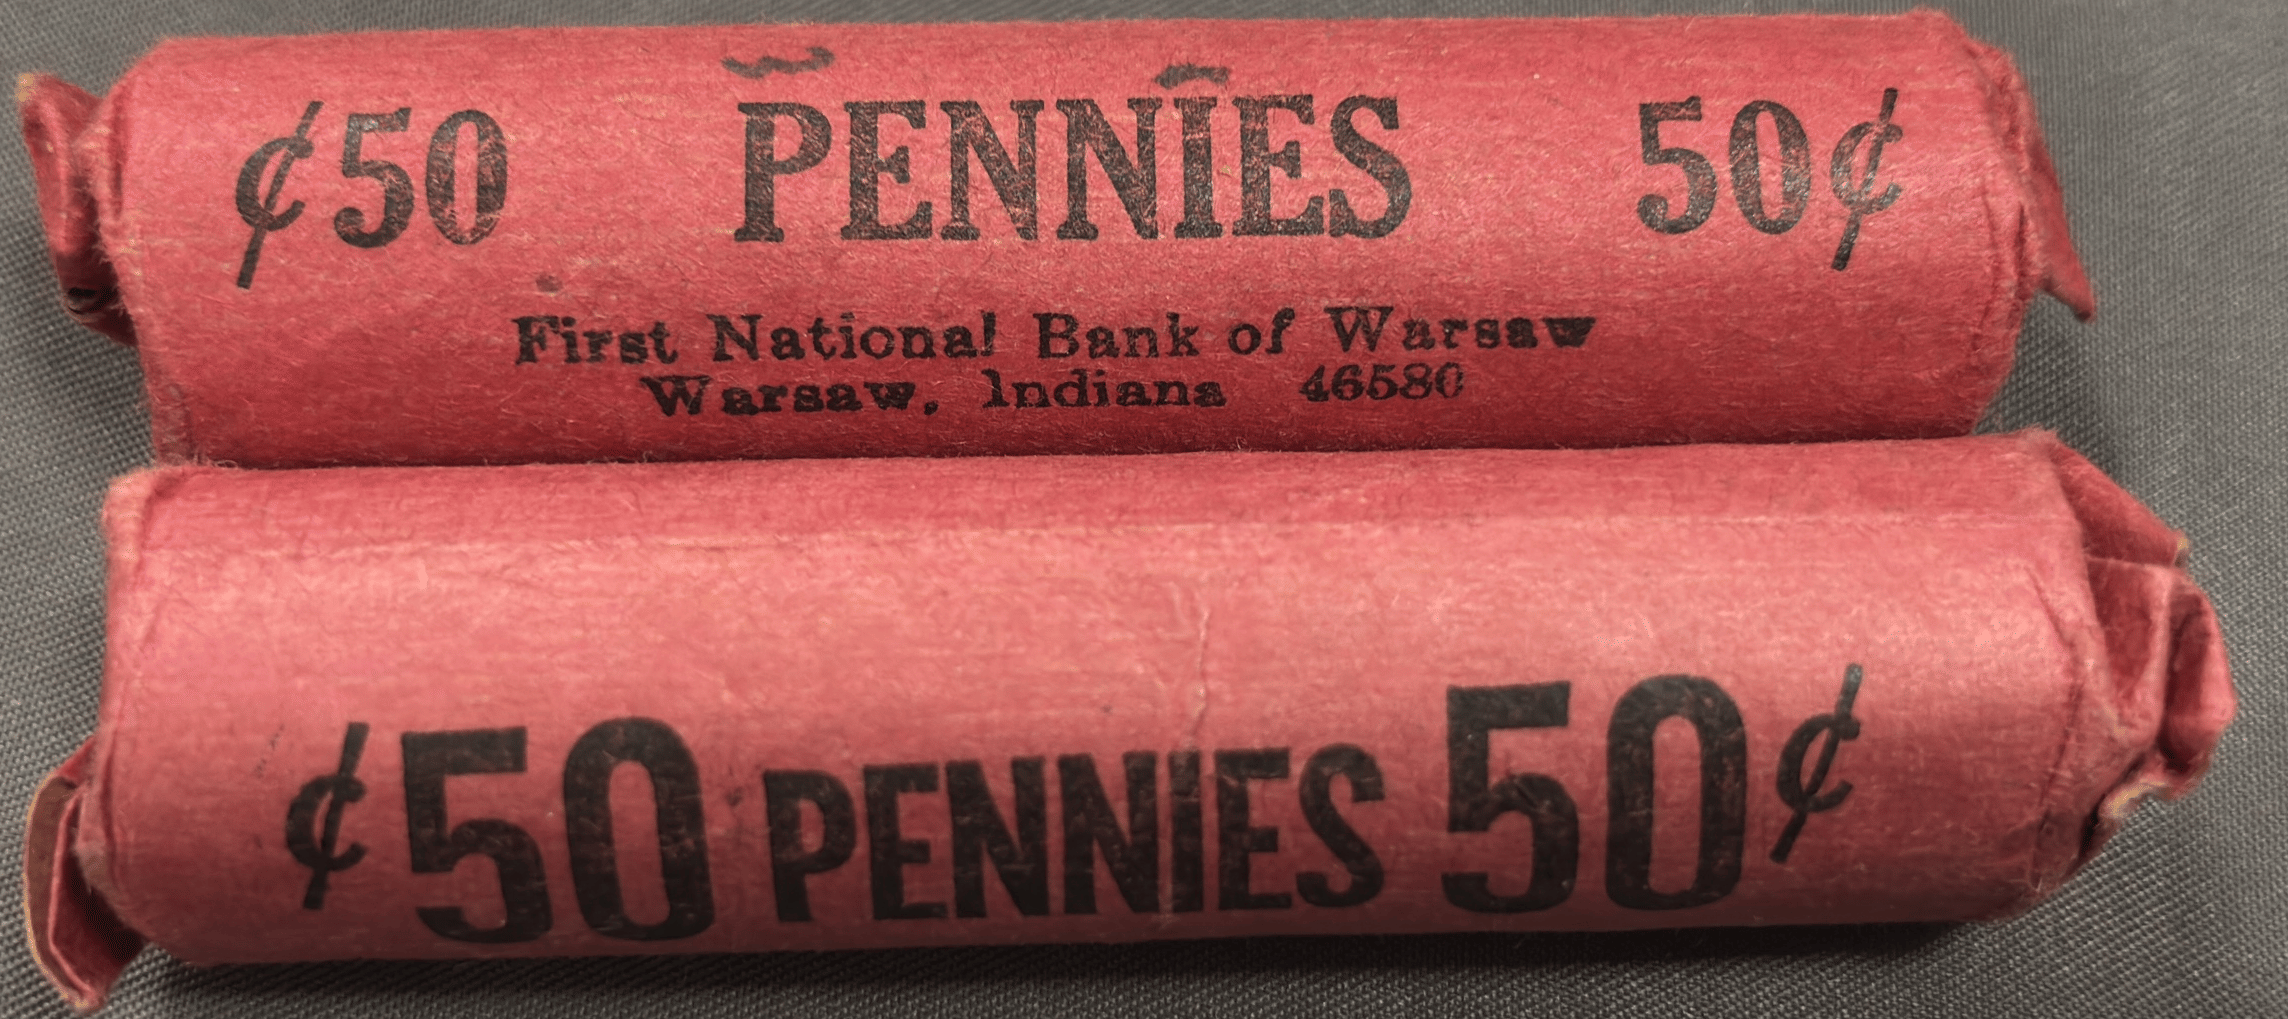 ¢50 PENNIES 50¢
First National Bank of Warsaw
Warsaw, Indiana 46580
¢50 PENNIES 50¢